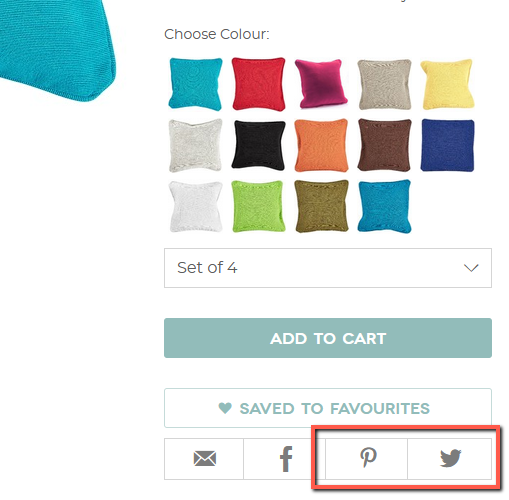 Choose Colour:
Set of 4
ADD TO CART
SAVED TO FAVOURITES